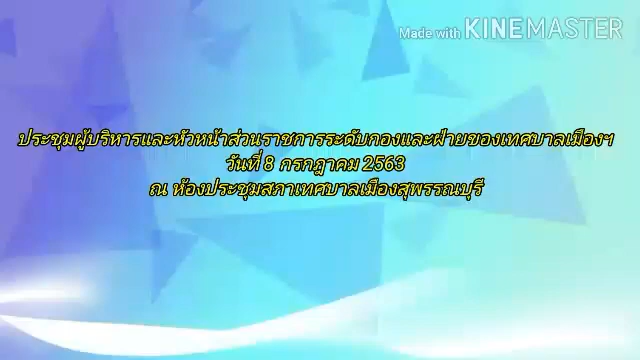 Made with KINEMASTER
ประชุมผู้บริหารและหัวหน้าส่วนราชการระดับกองและฝ่ายของเทศบาลเมืองฯ
วันที่ 8 กรกฎาคม 2563
ณ ห้องประชุมสภาเทศบาลเมืองสุพรรณบุรี